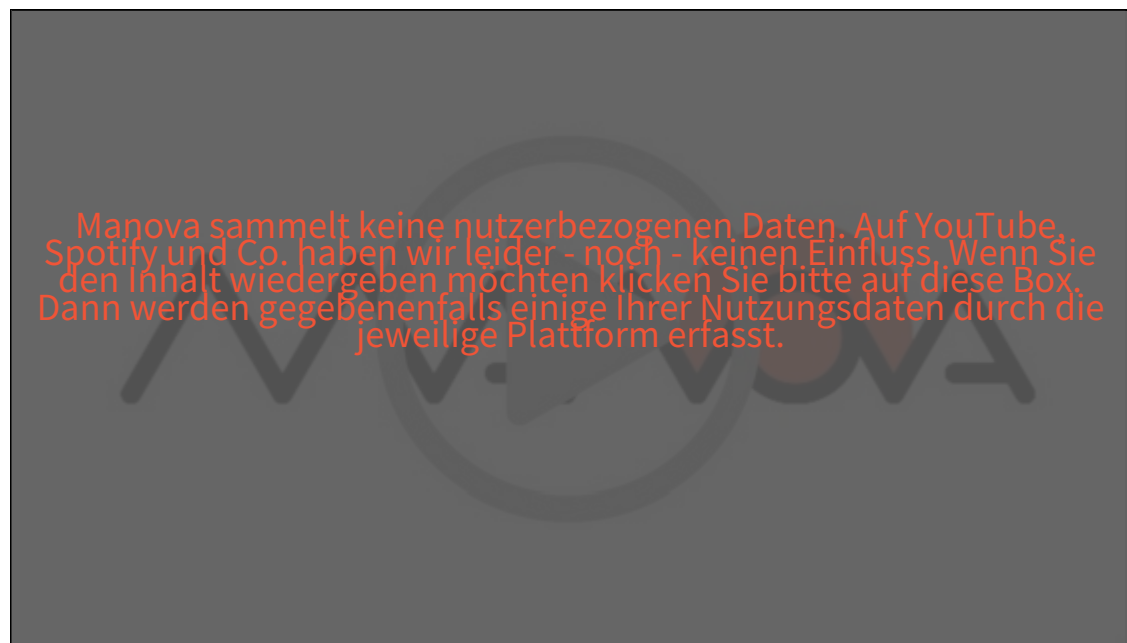 Manova sammelt keine nutzerbezogenen Daten. Auf YouTube,
Spotify und Co. haben wir leider - noch - keinen Einfluss. Wenn Sie
den Inhalt wiedergeben möchten klicken Sie bitte auf diese Box.
Dann werden gegebenenfalls einige Ihrer Nutzungsdaten durch die
jeweilige Plattform erfasst.
MANOVA